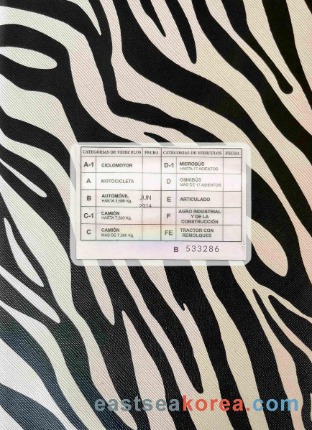 CATEGORIAS DE VEHICULOS FECHA CATEGORIAS DE VEHICULOS FECHA
A-1 CICLOMOTOR D-1 MICROBÚS
HASTA 17 ASIENTOS
A MOTOCICLETA D OMNIBÚS
MAS DE 17 ASIENTOS
B AUTOMÓVIL
HASTA 3,500 Kg. JUN
2014 E ARTICULADO
C-1 CAMIÓN
HASTA 7,500 Kg. F AGRO INDUSTRIAL
Y DE LA
CONSTRUCCIÓN
C CAMIÓN
MAS DE 7,500 Kg. FE TRACTOR CON
REMOLQUES
B 533286
eastseakorea.com